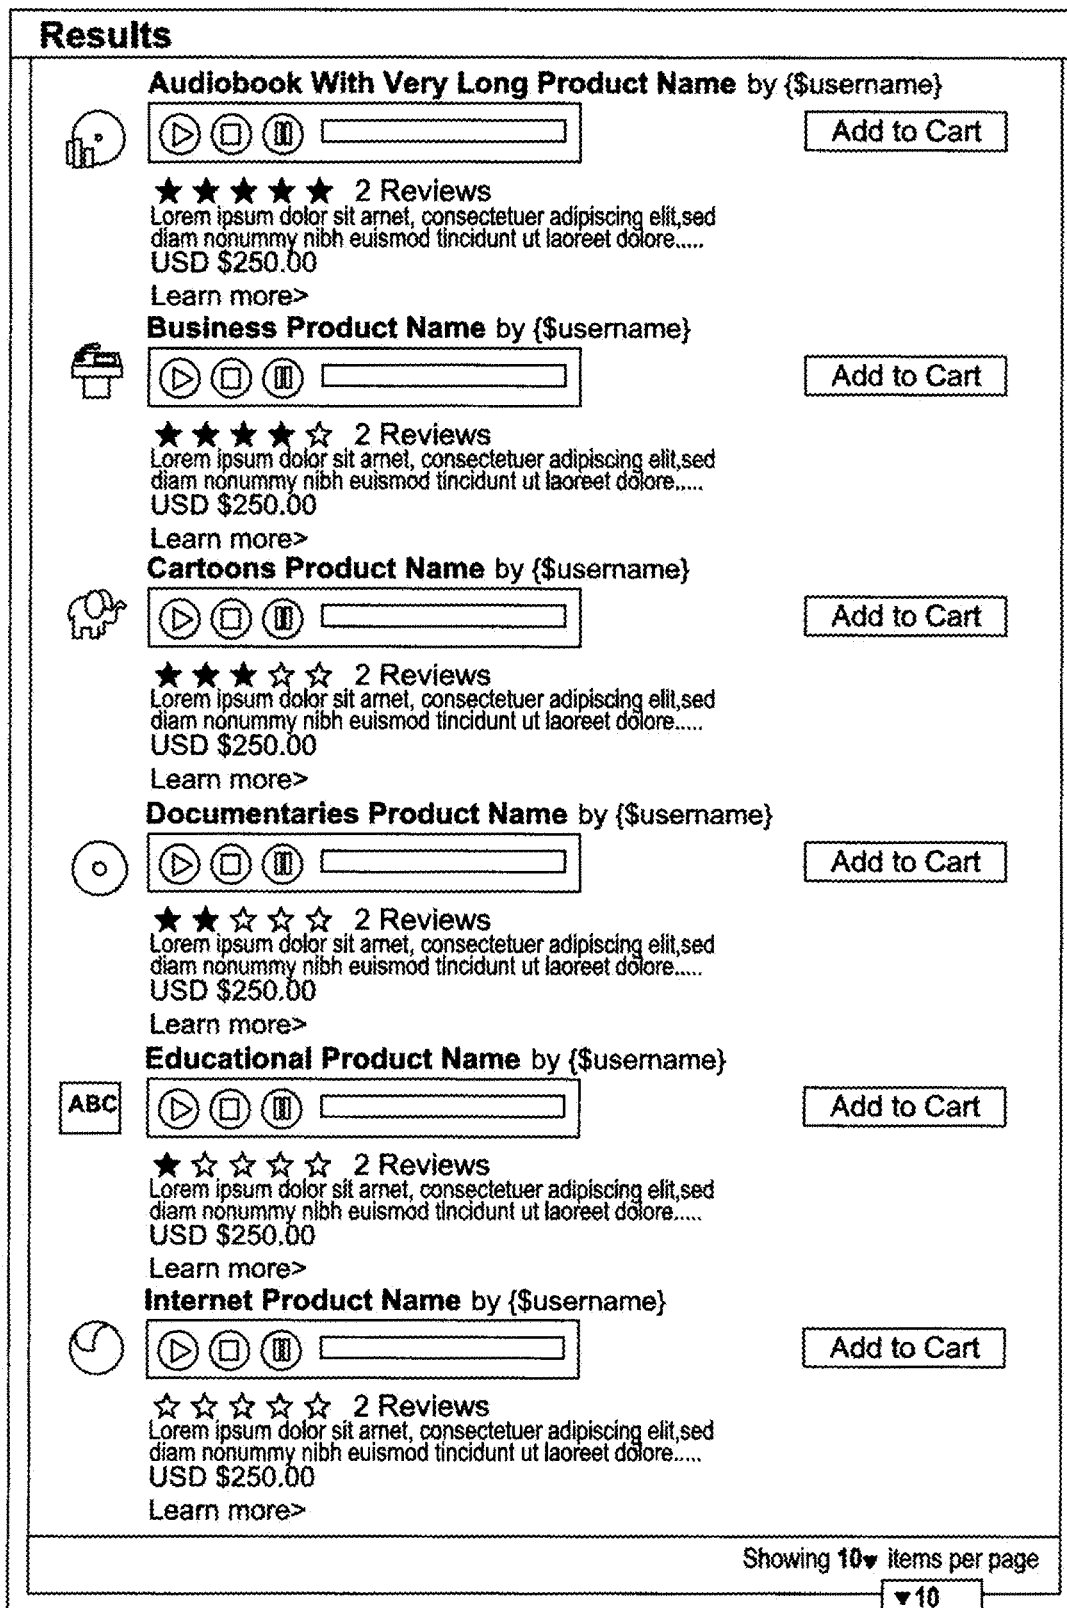 Results
Audiobook With Very Long Product Name by {$username}
Add to Cart
2 Reviews
Lorem ipsum dolor sit amet, consectetuer adipiscing elit,sed
diam nonummy nibh euismod tincidunt ut laoreet dolore.....
USD $250.00
Learn more>
Business Product Name by {$username}
Add to Cart
2 Reviews
Lorem ipsum dolor sit amet, consectetuer adipiscing elit,sed
diam nonummy nibh euismod tincidunt ut laoreet dolore.....
USD $250.00
Learn more>
Cartoons Product Name by {$username}
Add to Cart
2 Reviews
Lorem ipsum dolor sit amet, consectetuer adipiscing elit,sed
diam nonummy nibh euismod tincidunt ut laoreet dolore.....
USD $250.00
Learn more>
Documentaries Product Name by {$username}
Add to Cart
2 Reviews
Lorem ipsum dolor sit amet, consectetuer adipiscing elit,sed
diam nonummy nibh euismod tincidunt ut laoreet dolore.....
USD $250.00
Learn more>
Educational Product Name by {$username}
ABC
Add to Cart
2 Reviews
Lorem ipsum dolor sit amet, consectetuer adipiscing elit,sed
diam nonummy nibh euismod tincidunt ut laoreet dolore.....
USD $250.00
Learn more>
Internet Product Name by {$username}
Add to Cart
2 Reviews
Lorem ipsum dolor sit amet, consectetuer adipiscing elit,sed
diam nonummy nibh euismod tincidunt ut laoreet dolore.....
USD $250.00
Learn more>
Showing 10▾ items per page
▾10